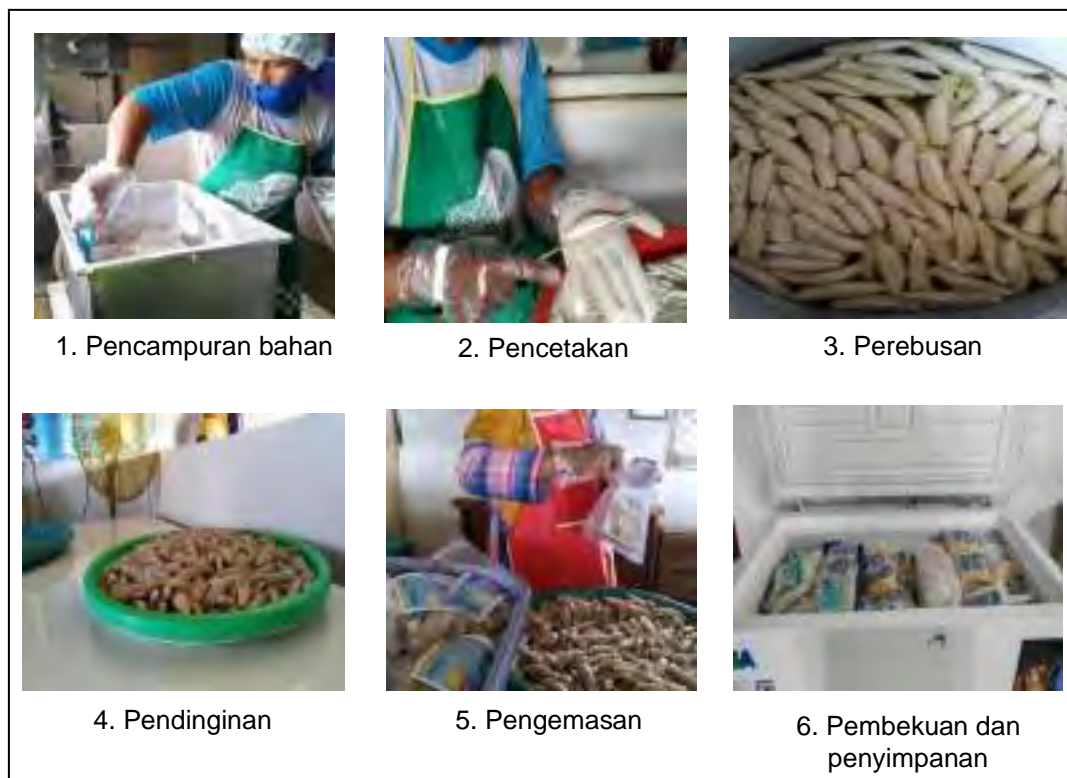 1. Pencampuran bahan
2. Pencetakan
3. Perebusan
4. Pendinginan
5. Pengemasan
6. Pembekuan dan
penyimpanan